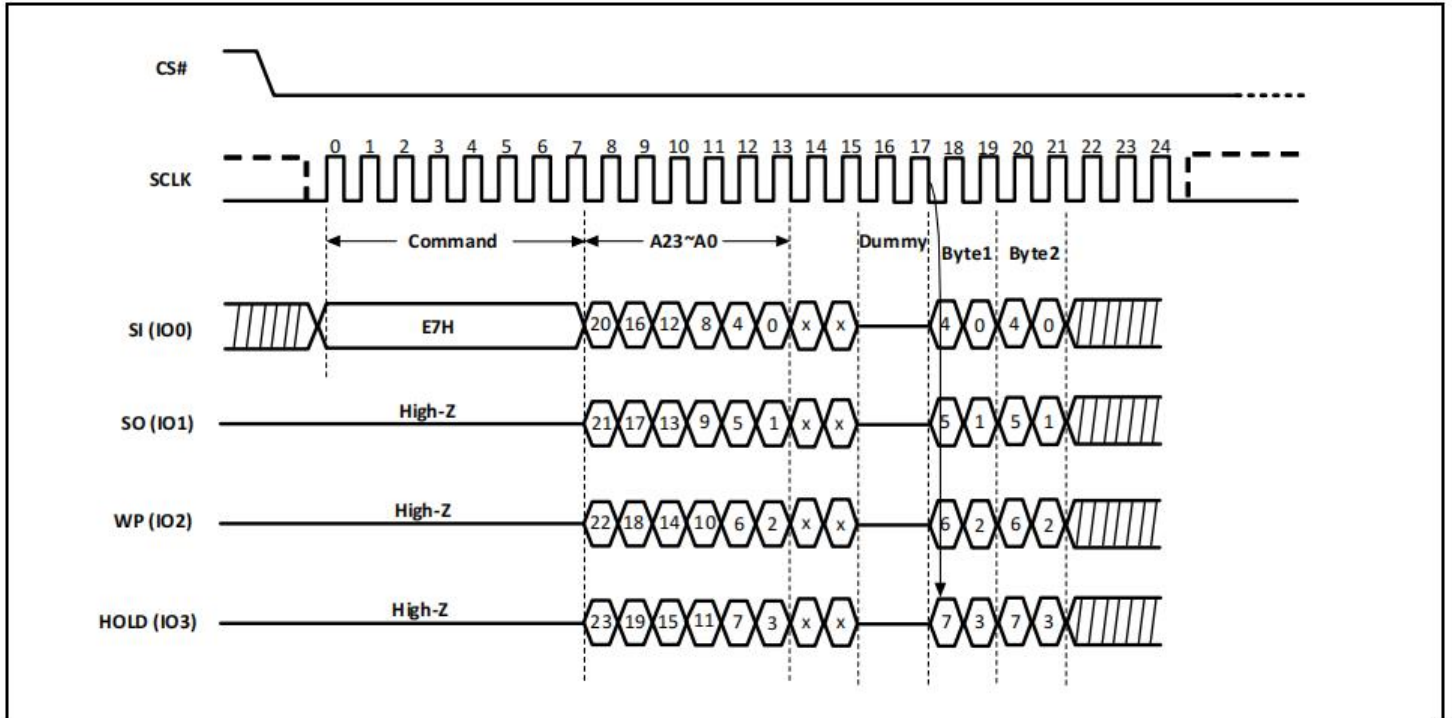 CS#
0 1 2 3 4 5 6 7 8 9 10 11 12 13 14 15 16 17 18 19 20 21 22 23 24
SCLK
Command A23~A0 Dummy Byte1 Byte2
SI (IO0) E7H 20 16 12 8 4 0 x x 4 0 4 0
SO (IO1) High-Z 21 17 13 9 5 1 x x 5 1 5 1
WP (IO2) High-Z 22 18 14 10 6 2 x x 6 2 6 2
HOLD (IO3) High-Z 23 19 15 11 7 3 x x 7 3 7 3